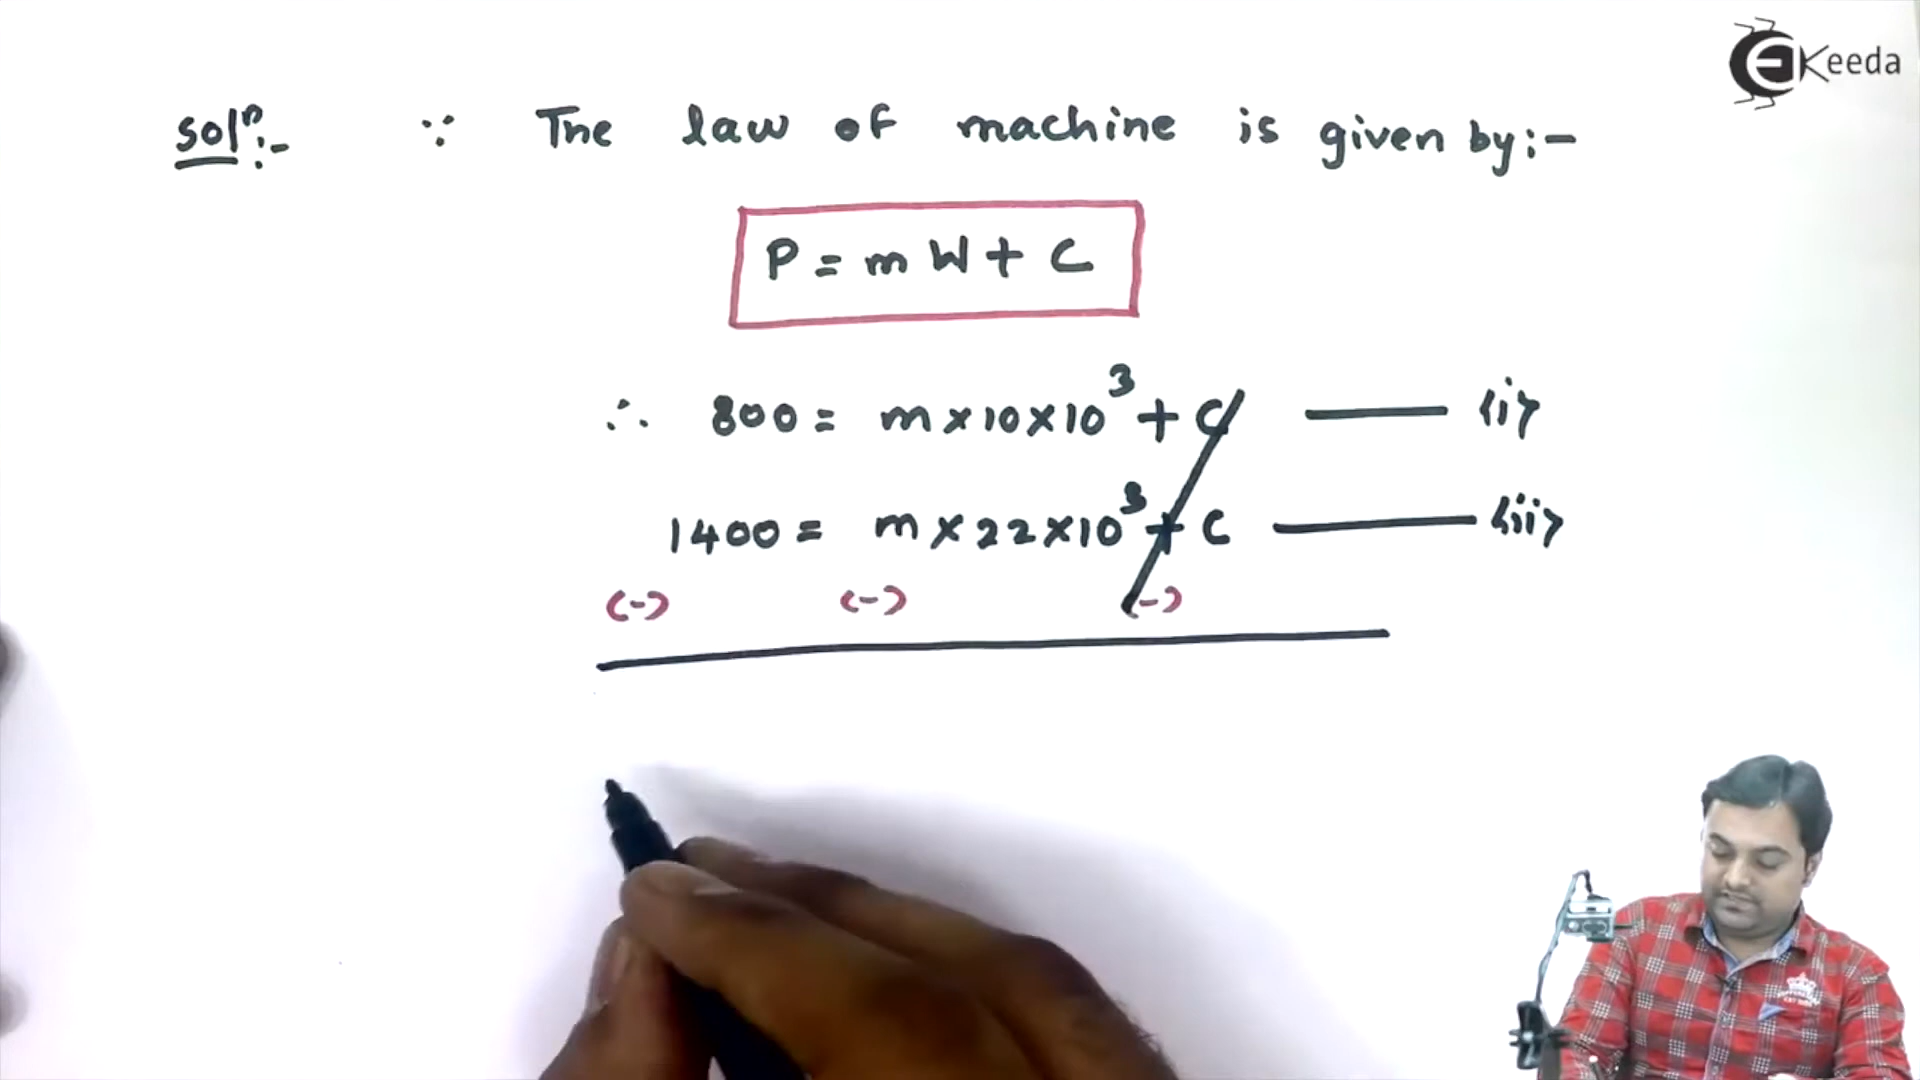 EKeeda
Solⁿ:- ∵ The law of machine is given by:-
P = mW + C
∴ 800 = m×10×10³ + C —— (i)
1400 = m×22×10³ + C —— (ii)
(-) (-) (-)